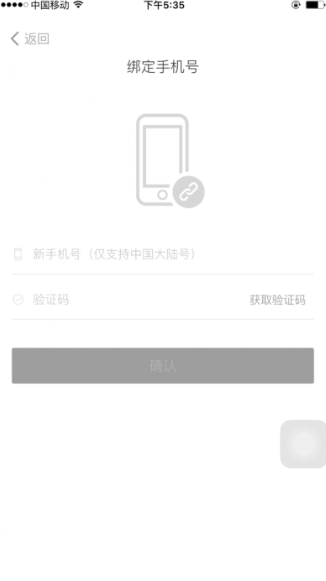 中国移动 下午5:35
返回
绑定手机号
新手机号（仅支持中国大陆号）
验证码 获取验证码
确认